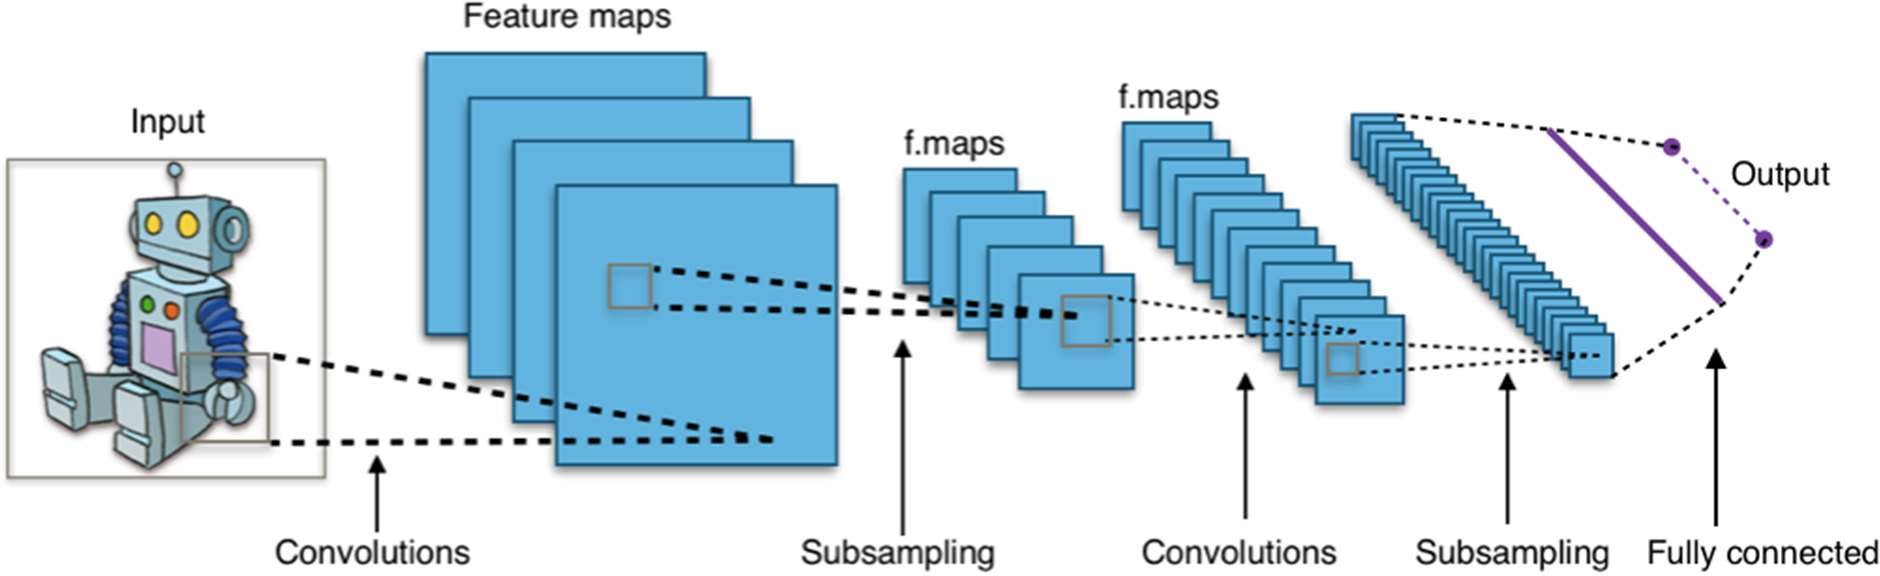 Feature maps
f.maps
Input
f.maps
Output
Convolutions
Subsampling
Convolutions
Subsampling
Fully connected